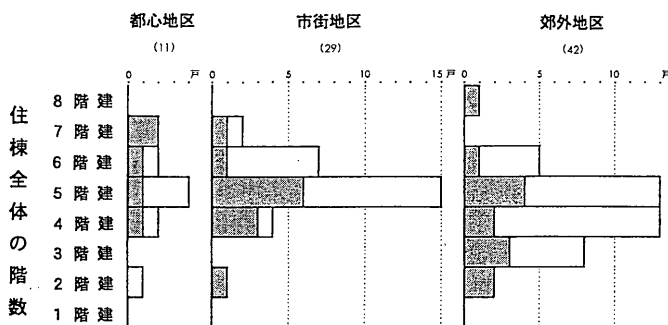 都心地区 市街地区 郊外地区
(11) (29) (42)
0 戸 0 5 10 15戸 0 5 10 戸
住棟全体の階数
8 階 建
7 階 建
6 階 建
5 階 建
4 階 建
3 階 建
2 階 建
1 階 建